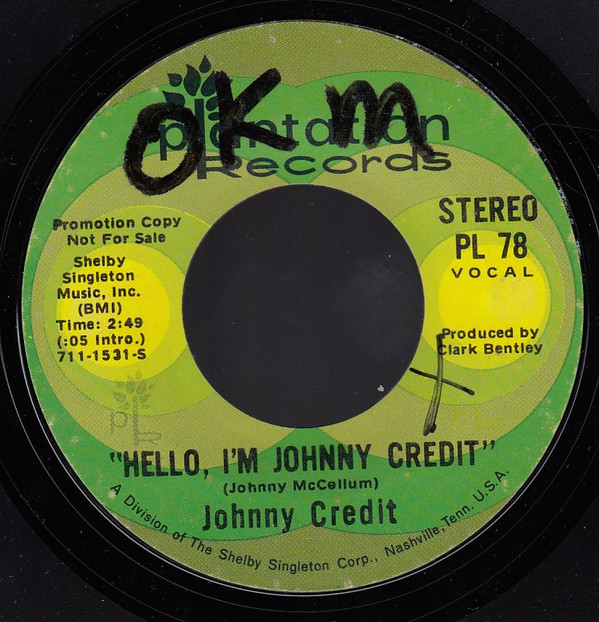 OK M
plantation
Records
Promotion Copy
Not For Sale
Shelby
Singleton
Music, Inc.
(BMI)
Time: 2:49
(:05 Intro.)
711-1531-S
STEREO
PL 78
VOCAL
Produced by
Clark Bentley
X
pLR
"HELLO, I'M JOHNNY CREDIT"
(Johnny McCollum)
Johnny Credit
A Division of The Shelby Singleton Corp., Nashville, Tenn. U.S.A.